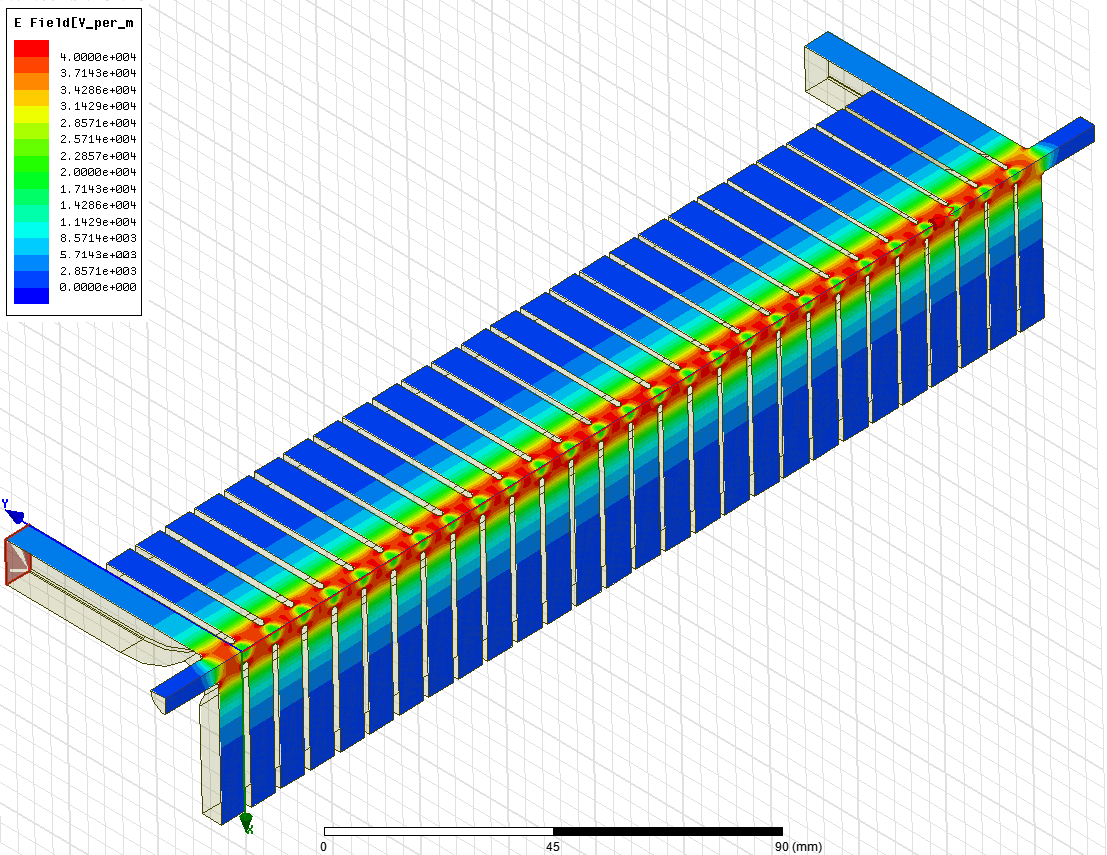 E Field[V_per_m
4.0000e+004
3.7143e+004
3.4286e+004
3.1429e+004
2.8571e+004
2.5714e+004
2.2857e+004
2.0000e+004
1.7143e+004
1.4286e+004
1.1429e+004
8.5714e+003
5.7143e+003
2.8571e+003
0.0000e+000
Y
X
0 45 90 (mm)